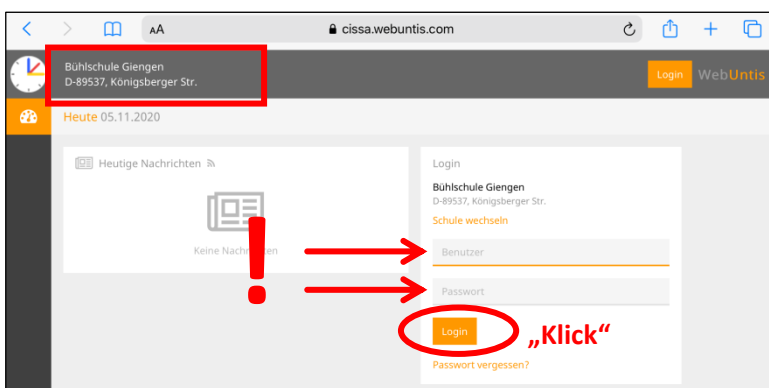 AA
cissa.webuntis.com
Bühlschule Giengen
D-89537, Königsberger Str.
Login
WebUntis
Heute 05.11.2020
Heutige Nachrichten
Login
Bühlschule Giengen
D-89537, Königsberger Str.
Schule wechseln
Keine Nachrichten
!
Benutzer
Passwort
Login
„Klick“
Passwort vergessen?